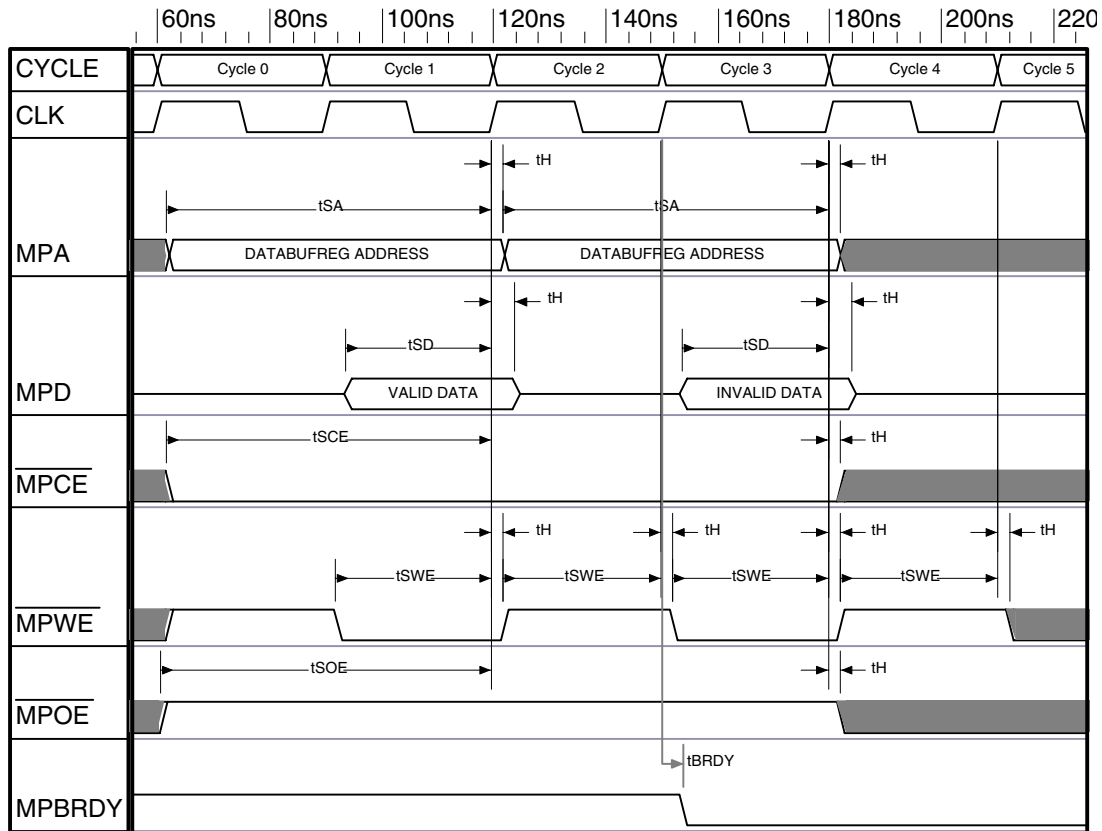 60ns 80ns 100ns 120ns 140ns 160ns 180ns 200ns 220
CYCLE Cycle 0 Cycle 1 Cycle 2 Cycle 3 Cycle 4 Cycle 5
CLK
tH tH
tSA tSA
MPA DATABUFREG ADDRESS DATABUFREG ADDRESS
tH tH
tSD tSD
MPD VALID DATA INVALID DATA
tSCE tH
MPCE
tH tH tH tH
tSWE tSWE tSWE tSWE
MPWE
tSOE tH
MPOE
tBRDY
MPBRDY